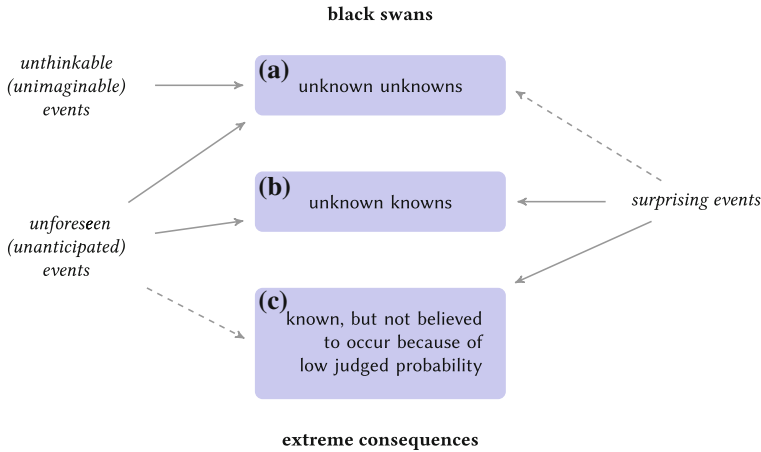 black swans
unthinkable
(unimaginable)
events
(a)
unknown unknowns
(b)
unknown knowns
surprising events
unforeseen
(unanticipated)
events
(c)
known, but not believed
to occur because of
low judged probability
extreme consequences